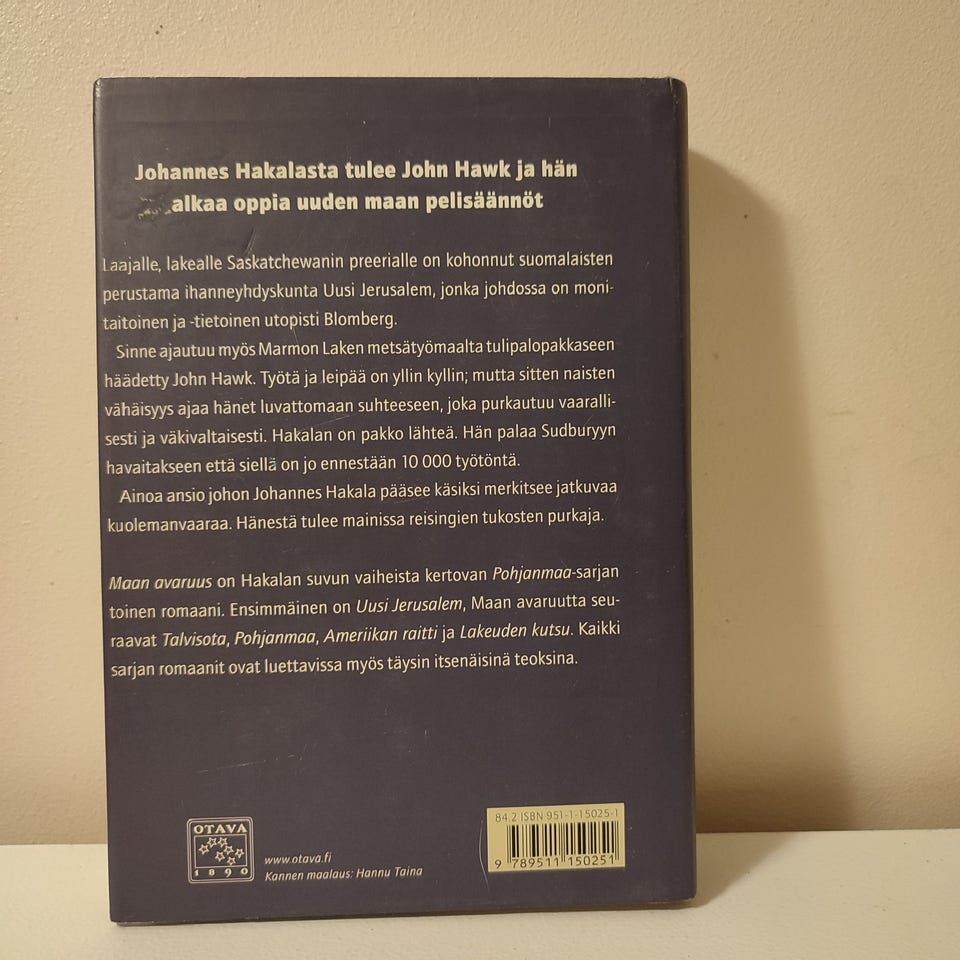 Johannes Hakalasta tulee John Hawk ja hän
alkaa oppia uuden maan pelisäännöt
Laajalle, lakealle Saskatchewanin preerialle on kohonnut suomalaisten
perustama ihanneyhdyskunta Uusi Jerusalem, jonka johdossa on moni-
taitoinen ja -tietoinen utopisti Blomberg.
Sinne ajautuu myös Marmon Laken metsätyömaalta tulipalopakkaseen
häädetty John Hawk. Työtä ja leipää on yllin kyllin; mutta sitten naisten
vähäisyys ajaa hänet luvattomaan suhteeseen, joka purkautuu vaaralli-
sesti ja väkivaltaisesti. Hakalan on pakko lähteä. Hän palaa Sudburyyn
havaitakseen että siellä on jo ennestään 10 000 työtöntä.
Ainoa ansio johon Johannes Hakala pääsee käsiksi merkitsee jatkuvaa
kuolemanvaaraa. Hänestä tulee mainissa reisingien tukosten purkaja.
Maan avaruus on Hakalan suvun vaiheista kertovan Pohjanmaa-sarjan
toinen romaani. Ensimmäinen on Uusi Jerusalem, Maan avaruutta seu-
raavat Talvisota, Pohjanmaa, Ameriikan raitti ja Lakeuden kutsu. Kaikki
sarjan romaanit ovat luettavissa myös täysin itsenäisinä teoksina.
OTAVA
1890
www.otava.fi
Kannen maalaus: Hannu Taina
84.2 ISBN 951-1-15025-1
9 789511 150251